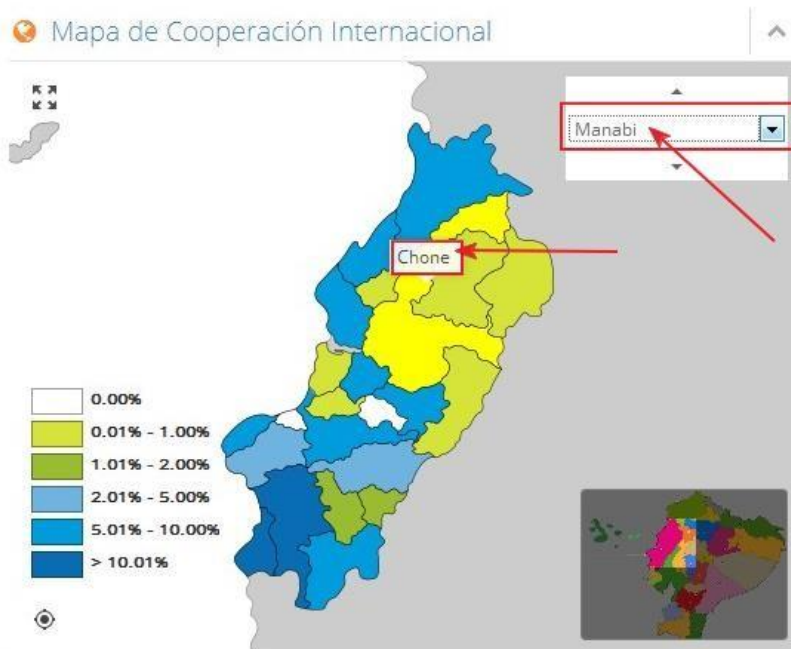 Mapa de Cooperación Internacional
Manabi
Chone
0.00%
0.01% - 1.00%
1.01% - 2.00%
2.01% - 5.00%
5.01% - 10.00%
> 10.01%